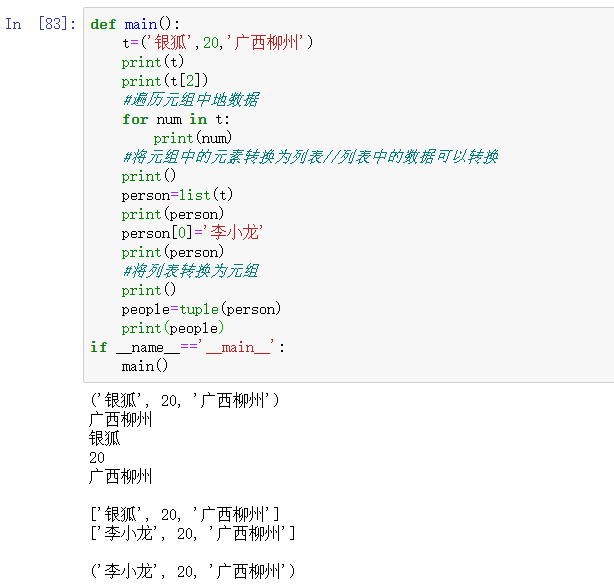 In [83]: def main():
t=('银狐',20,'广西柳州')
print(t)
print(t[2])
#遍历元组中地数据
for num in t:
print(num)
#将元组中的元素转换为列表//列表中的数据可以转换
print()
person=list(t)
print(person)
person[0]='李小龙'
print(person)
#将列表转换为元组
print()
people=tuple(person)
print(people)
if __name__=='__main__':
main()
('银狐', 20, '广西柳州')
广西柳州
银狐
20
广西柳州
['银狐', 20, '广西柳州']
['李小龙', 20, '广西柳州']
('李小龙', 20, '广西柳州')